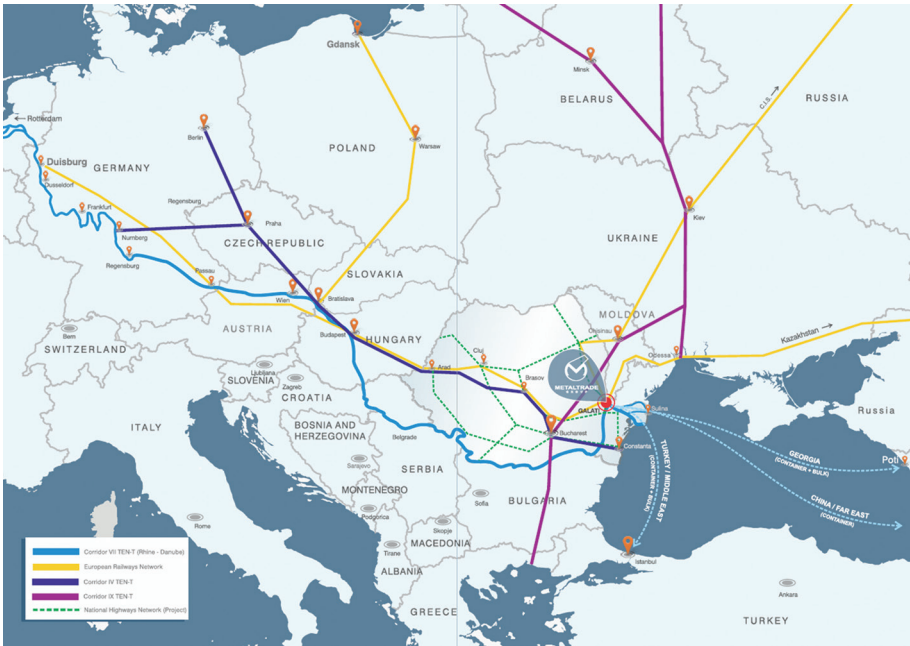 Gdansk
Minsk
BELARUS
RUSSIA
C.I.S.
Rotterdam
Berlin
POLAND
Warsaw
Duisburg
Dusseldorf
GERMANY
Regensburg
Frankfurt
Nurnberg
Praha
CZECH REPUBLIC
Kiev
UKRAINE
Regensburg
Passau
SLOVAKIA
Wien
Bratislava
AUSTRIA
Budapest
HUNGARY
MOLDOVA
Chisinau
Kazakhstan
Bern
SWITZERLAND
Odessa
Cluj
Arad
Brasov
METALTRADE
Ljubljana
SLOVENIA
Zagreb
CROATIA
GALATI
Sulina
Russia
ITALY
BOSNIA AND
HERZEGOVINA
Belgrade
Bucharest
Constanta
TURKEY / MIDDLE EAST
(CONTAINER + BULK)
GEORGIA
(CONTAINER + BULK)
Poti
Sarajevo
SERBIA
MONTENEGRO
Sofia
BULGARIA
CHINA / FAR EAST
(CONTAINER)
Rome
Podgorica
Skopje
MACEDONIA
Tirane
ALBANIA
Istanbul
Ankara
GREECE
TURKEY
Corridor VII TEN-T (Rhine - Danube)
European Railways Network
Corridor IV TEN-T
Corridor IX TEN-T
National Highways Network (Project)